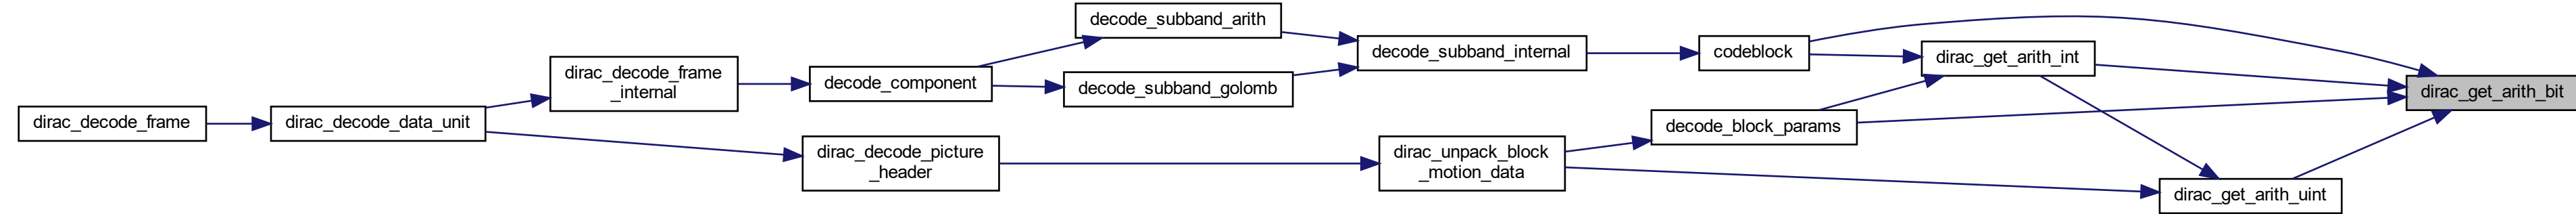 decode_subband_arith
decode_subband_internal
codeblock
dirac_get_arith_int
dirac_decode_frame
_internal
decode_component
decode_subband_golomb
dirac_get_arith_bit
dirac_decode_frame
dirac_decode_data_unit
decode_block_params
dirac_decode_picture
_header
dirac_unpack_block
_motion_data
dirac_get_arith_uint